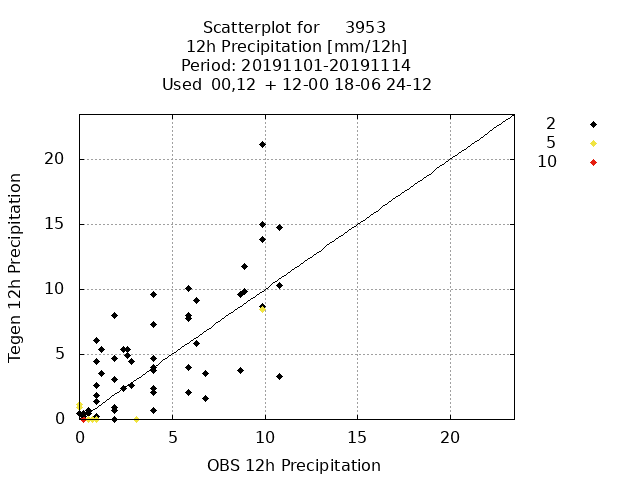 Scatterplot for 3953
12h Precipitation [mm/12h]
Period: 20191101-20191114
Used 00,12 + 12-00 18-06 24-12
2
5
10
20
15
10
5
0
Tegen 12h Precipitation
0 5 10 15 20
OBS 12h Precipitation